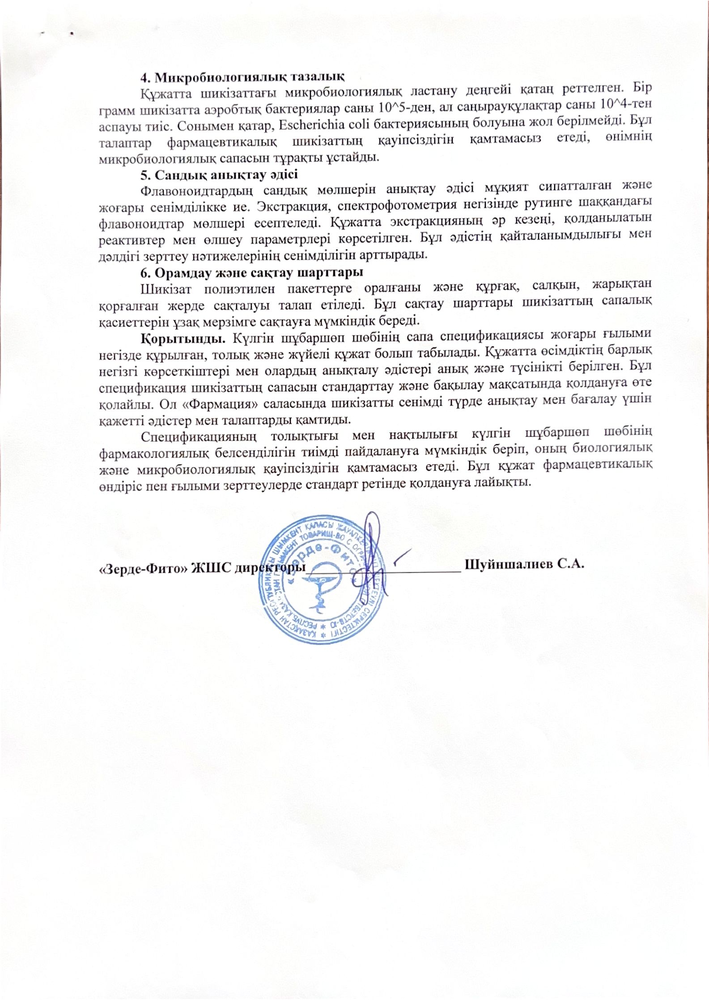 4. Микробиологиялық тазалық
Құжатта шикізаттағы микробиологиялық ластану деңгейі қатаң реттелген. Бір
грамм шикізатта аэробтық бактериялар саны 10^5-ден, ал саңырауқұлақтар саны 10^4-тен
аспауы тиіс. Сонымен қатар, Escherichia coli бактериясының болуына жол берілмейді. Бұл
талаптар фармацевтикалық шикізаттың қауіпсіздігін қамтамасыз етеді, өнімнің
микробиологиялық сапасын тұрақты ұстайды.
5. Сандық анықтау әдісі
Флавоноидтардың сандық мөлшерін анықтау әдісі мұқият сипатталған және
жоғары сенімділікке ие. Экстракция, спектрофотометрия негізінде рутинге шаққандағы
флавоноидтар мөлшері есептеледі. Құжатта экстракцияның әр кезеңі, қолданылатын
реактивтер мен өлшеу параметрлері көрсетілген. Бұл әдістің қайталанымдылығы мен
дәлдігі зерттеу нәтижелерінің сенімділігін арттырады.
6. Орамдау және сақтау шарттары
Шикізат полиэтилен пакеттерге оралғаны және құрғақ, салқын, жарықтан
қорғалған жерде сақталуы талап етіледі. Бұл сақтау шарттары шикізаттың сапалық
қасиеттерін ұзақ мерзімге сақтауға мүмкіндік береді.
Қорытынды. Күлгін шұбаршөп шөбінің сапа спецификациясы жоғары ғылыми
негізде құрылған, толық және жүйелі құжат болып табылады. Құжатта өсімдіктің барлық
негізгі көрсеткіштері мен олардың анықталу әдістері анық және түсінікті берілген. Бұл
спецификация шикізаттың сапасын стандарттау және бақылау мақсатында қолдануға өте
қолайлы. Ол «Фармация» саласында шикізатты сенімді түрде анықтау мен бағалау үшін
қажетті әдістер мен талаптарды қамтиды.
Спецификацияның толықтығы мен нақтылығы күлгін шұбаршөп шөбінің
фармакологиялық белсенділігін тиімді пайдалануға мүмкіндік беріп, оның биологиялық
және микробиологиялық қауіпсіздігін қамтамасыз етеді. Бұл құжат фармацевтикалық
өндіріс пен ғылыми зерттеулерде стандарт ретінде қолдануға лайықты.
«Зерде-Фито» ЖШС директоры Шуйншалиев С.А.
ҚАЗАҚСТАН РЕСПУБЛИКАСЫ ШЫМКЕНТ ҚАЛАСЫ СЕРІКТЕСТІГІ
ТОВАРИЩ-ВО С
«Зерде-Фито»